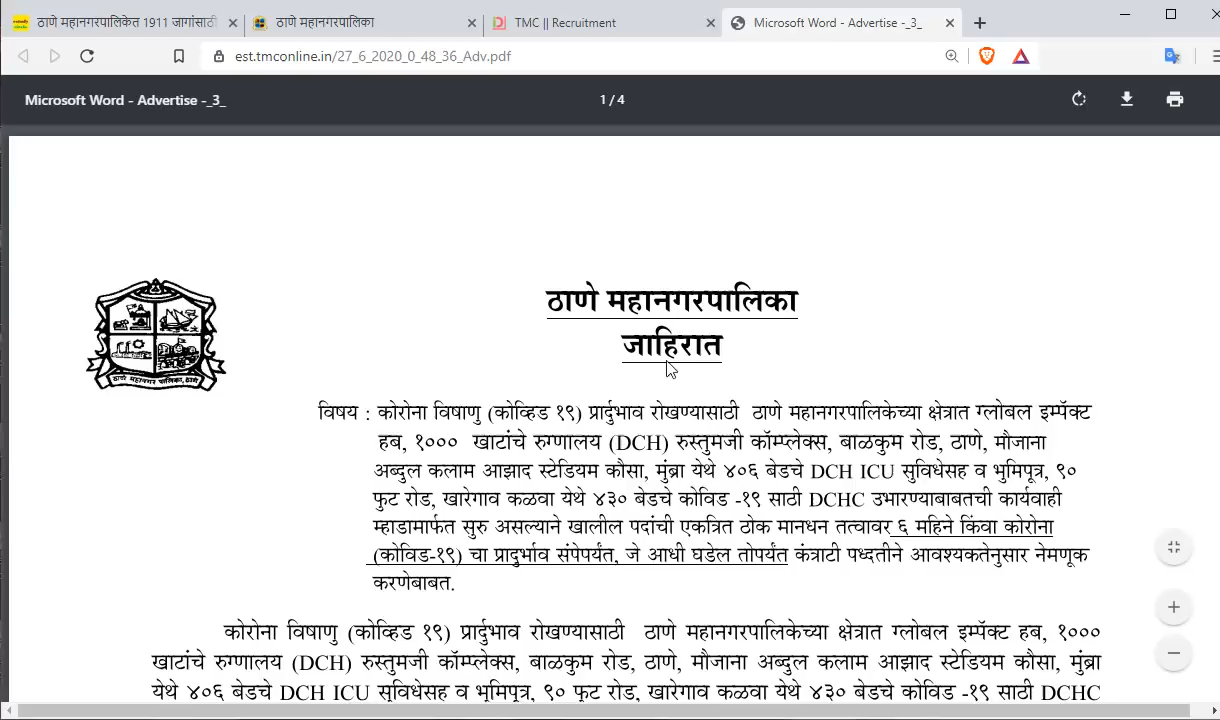 ठाणे महानगरपालिकेत 1911 जागांसाठी
ठाणे महानगरपालिका
TMC || Recruitment
Microsoft Word - Advertise -_3_
est.tmconline.in/27_6_2020_0_48_36_Adv.pdf
Microsoft Word - Advertise -_3_
1 / 4
ठाणे महानगरपालिका
जाहिरात
ठाणे महानगर पालिका, ठाणे
विषय : कोरोना विषाणु (कोव्हिड १९) प्रार्दुभाव रोखण्यासाठी ठाणे महानगरपालिकेच्या क्षेत्रात ग्लोबल इम्पॅक्ट
हब, १००० खाटांचे रुग्णालय (DCH) रुस्तुमजी कॉम्प्लेक्स, बाळकुम रोड, ठाणे, मौजाना
अब्दुल कलाम आझाद स्टेडियम कौसा, मुंब्रा येथे ४०६ बेडचे DCH ICU सुविधेसह व भुमिपूत्र, ९०
फुट रोड, खारेगाव कळवा येथे ४३० बेडचे कोविड -१९ साठी DCHC उभारण्याबाबतची कार्यवाही
म्हाडामार्फत सुरु असल्याने खालील पदांची एकत्रित ठोक मानधन तत्वावर ६ महिने किंवा कोरोना
(कोविड-१९) चा प्रादुर्भाव संपेपर्यंत, जे आधी घडेल तोपर्यंत कंत्राटी पध्दतीने आवश्यकतेनुसार नेमणूक
करणेबाबत.
कोरोना विषाणु (कोव्हिड १९) प्रार्दुभाव रोखण्यासाठी ठाणे महानगरपालिकेच्या क्षेत्रात ग्लोबल इम्पॅक्ट हब, १०००
खाटांचे रुग्णालय (DCH) रुस्तुमजी कॉम्प्लेक्स, बाळकुम रोड, ठाणे, मौजाना अब्दुल कलाम आझाद स्टेडियम कौसा, मुंब्रा
येथे ४०६ बेडचे DCH ICU सुविधेसह व भुमिपूत्र, ९० फुट रोड, खारेगाव कळवा येथे ४३० बेडचे कोविड -१९ साठी DCHC